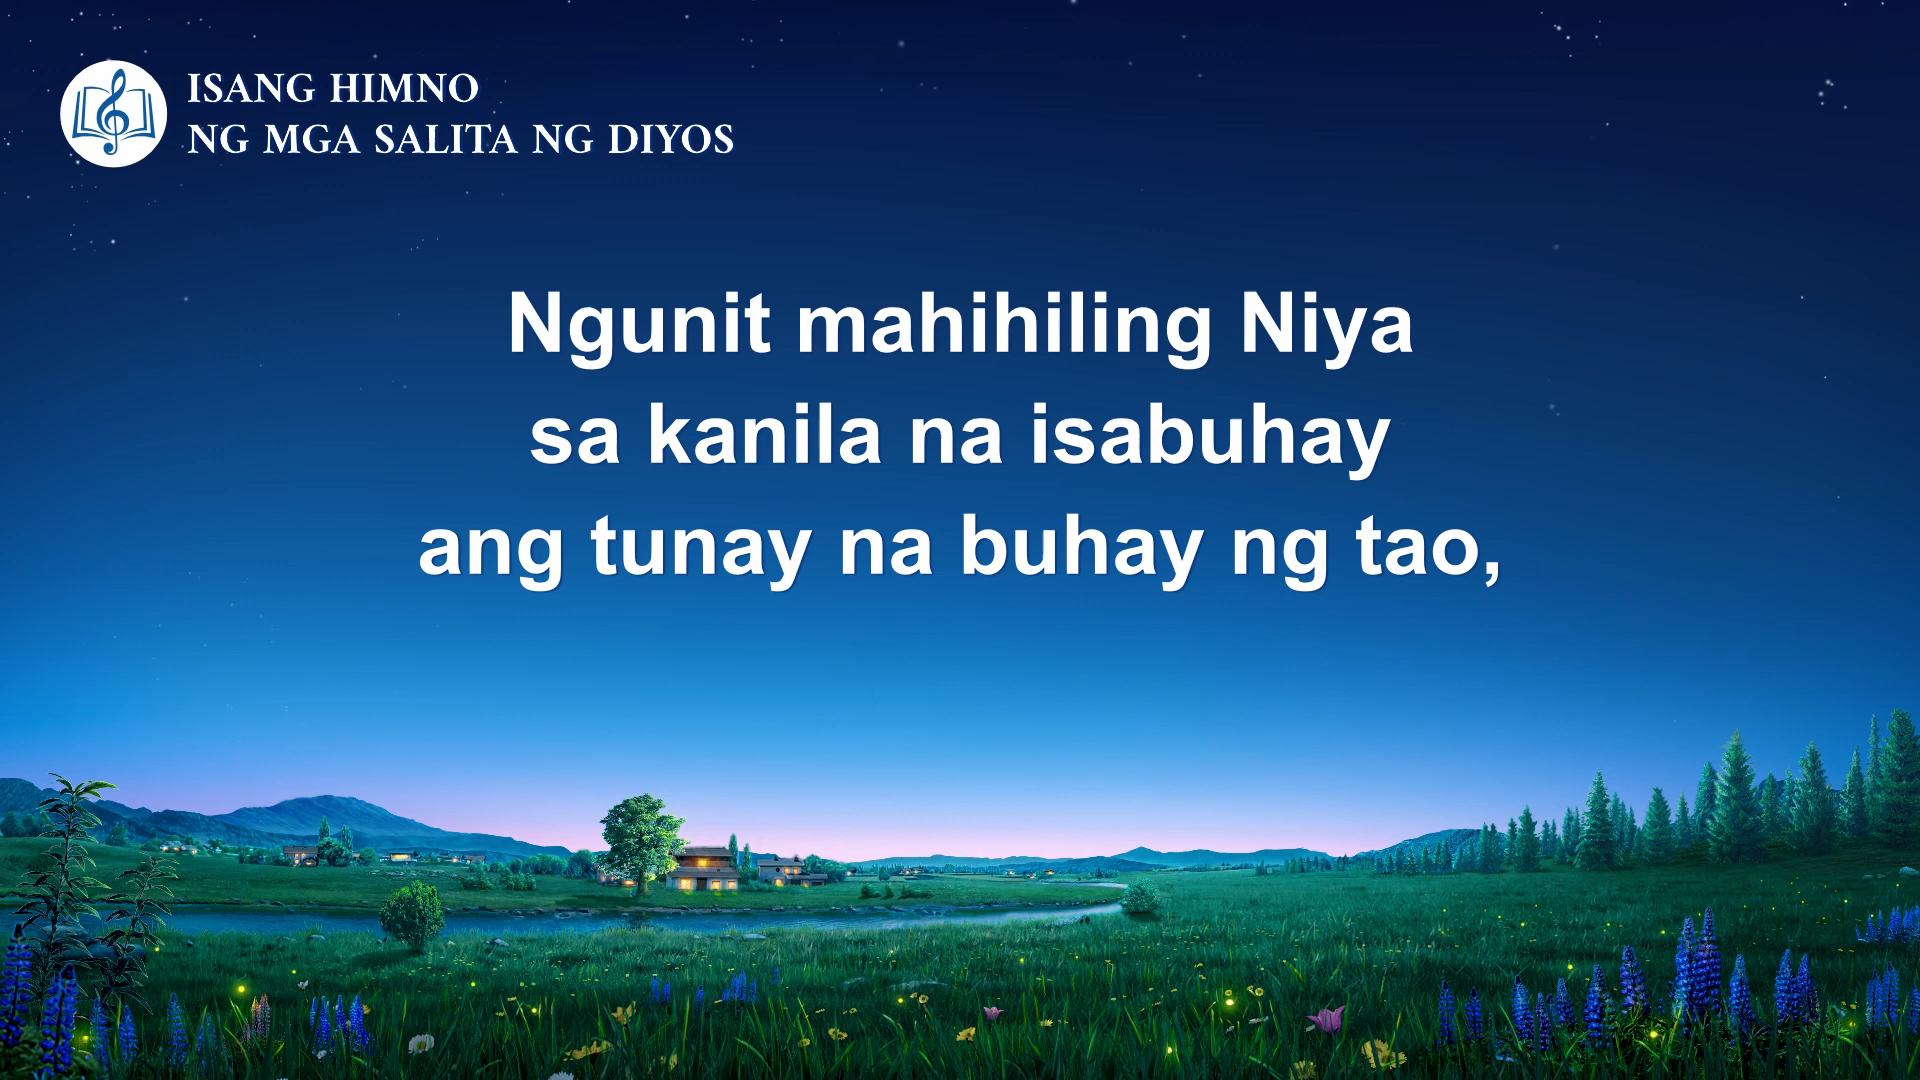 ISANG HIMNO
NG MGA SALITA NG DIYOS
Ngunit mahihiling Niya
sa kanila na isabuhay
ang tunay na buhay ng tao,